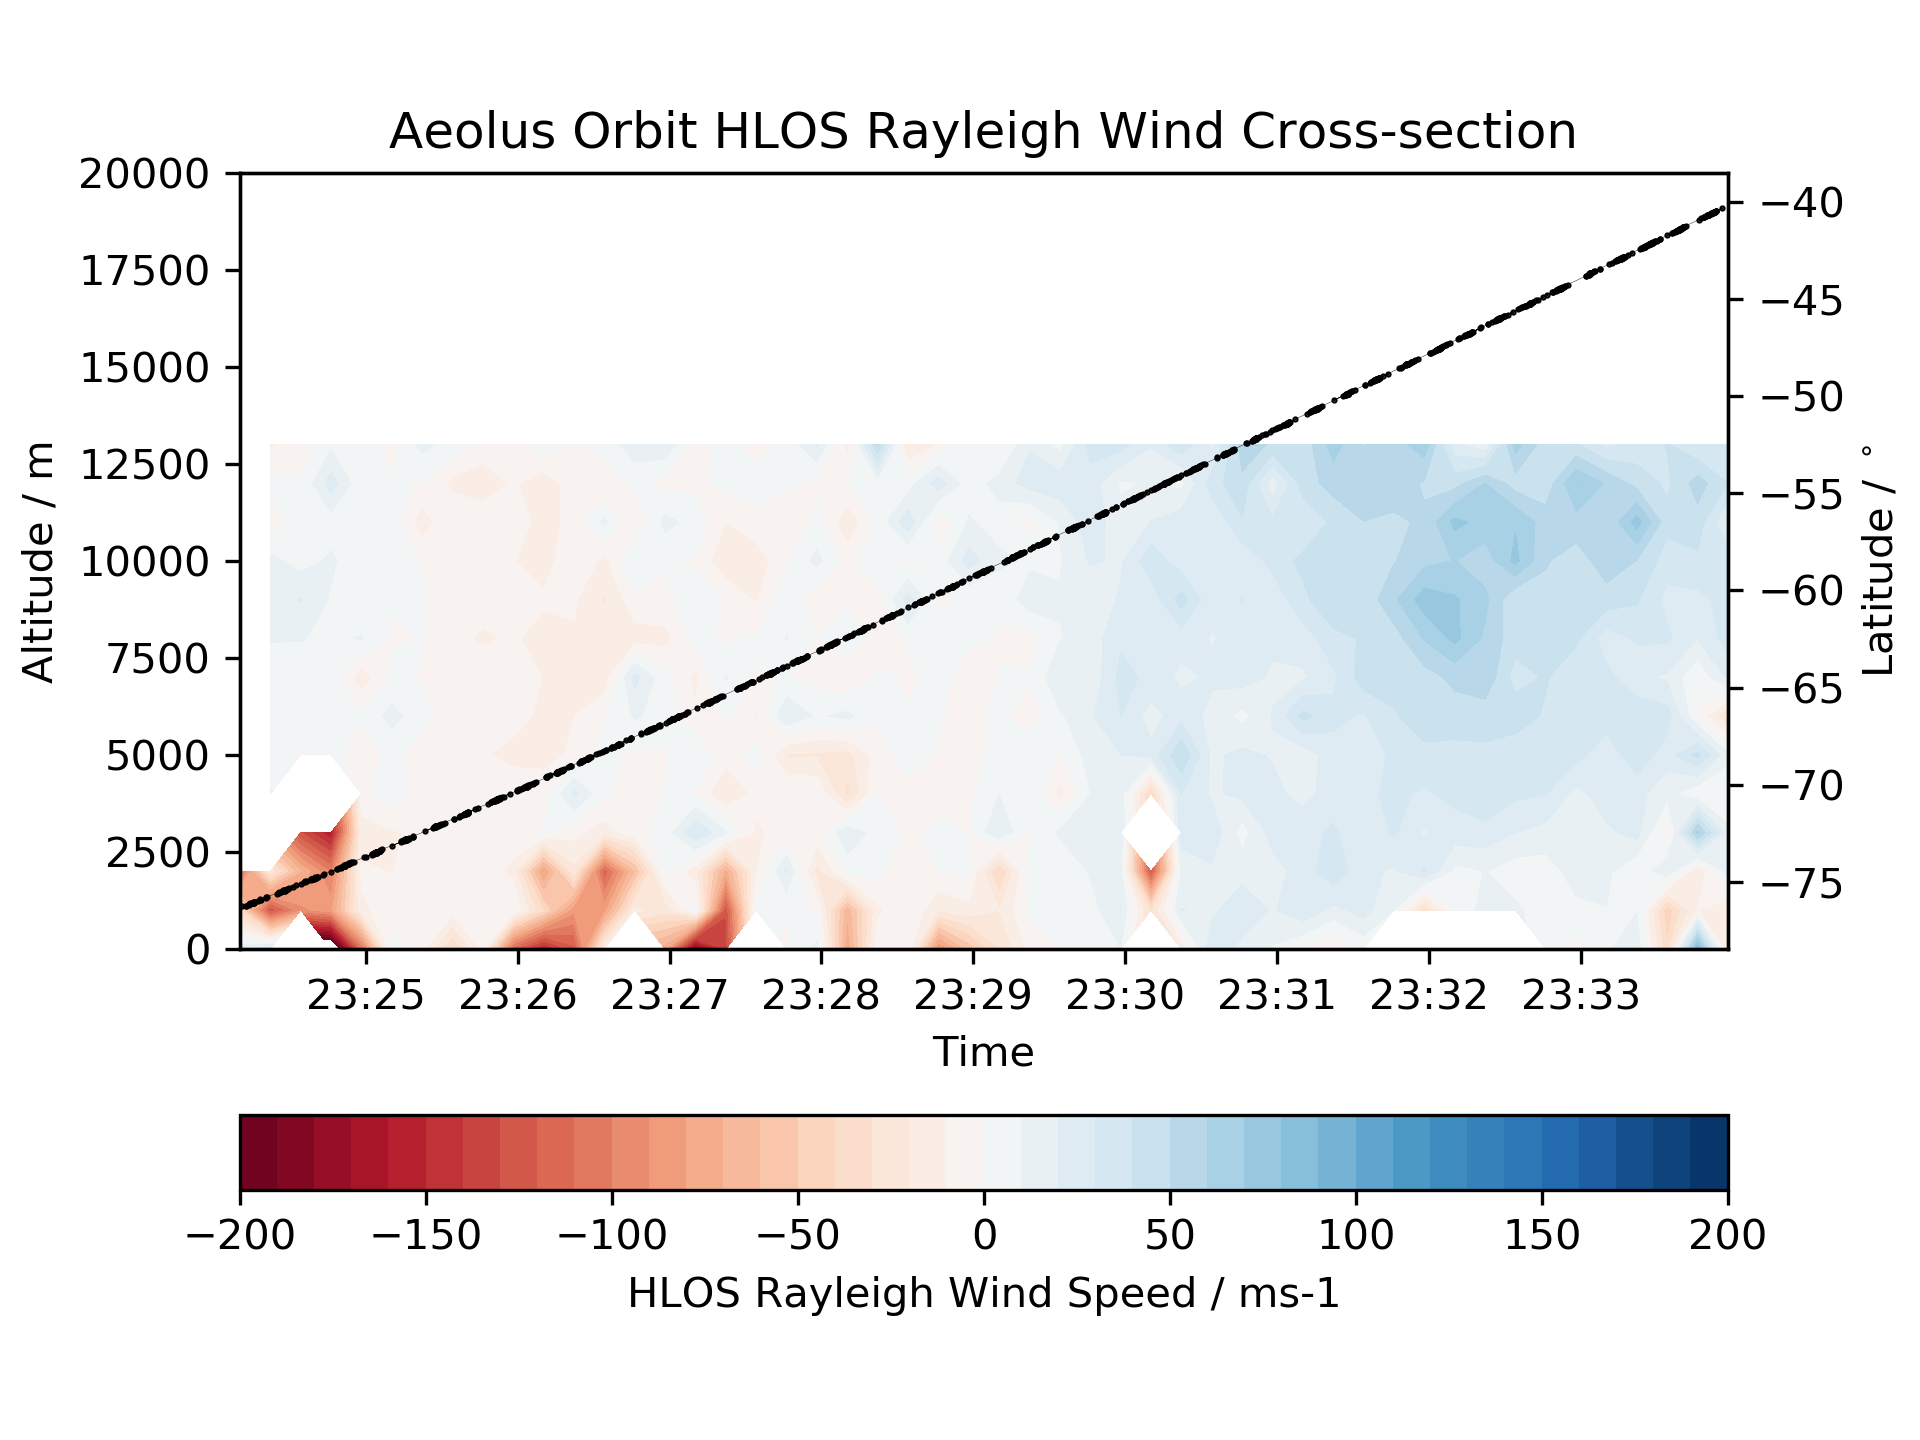 Aeolus Orbit HLOS Rayleigh Wind Cross-section
20000
17500
15000
12500
10000
7500
5000
2500
0
Altitude / m
−40
−45
−50
−55
−60
−65
−70
−75
Latitude / °
23:25 23:26 23:27 23:28 23:29 23:30 23:31 23:32 23:33
Time
−200 −150 −100 −50 0 50 100 150 200
HLOS Rayleigh Wind Speed / ms-1